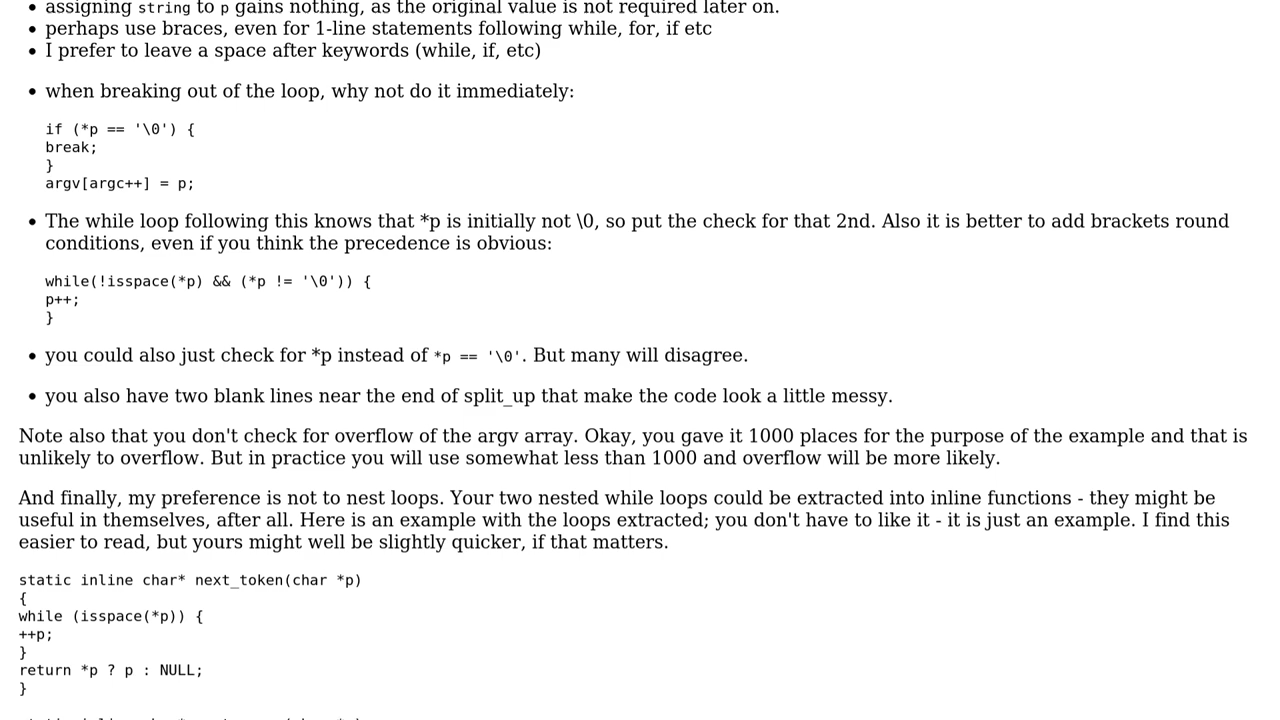 • assigning string to p gains nothing, as the original value is not required later on.
• perhaps use braces, even for 1-line statements following while, for, if etc
• I prefer to leave a space after keywords (while, if, etc)
• when breaking out of the loop, why not do it immediately:
if (*p == '\0') {
break;
}
argv[argc++] = p;
• The while loop following this knows that *p is initially not \0, so put the check for that 2nd. Also it is better to add brackets round
conditions, even if you think the precedence is obvious:
while(!isspace(*p) && (*p != '\0')) {
p++;
}
• you could also just check for *p instead of *p == '\0'. But many will disagree.
• you also have two blank lines near the end of split_up that make the code look a little messy.
Note also that you don't check for overflow of the argv array. Okay, you gave it 1000 places for the purpose of the example and that is
unlikely to overflow. But in practice you will use somewhat less than 1000 and overflow will be more likely.
And finally, my preference is not to nest loops. Your two nested while loops could be extracted into inline functions - they might be
useful in themselves, after all. Here is an example with the loops extracted; you don't have to like it - it is just an example. I find this
easier to read, but yours might well be slightly quicker, if that matters.
static inline char* next_token(char *p)
{
while (isspace(*p)) {
++p;
}
return *p ? p : NULL;
}